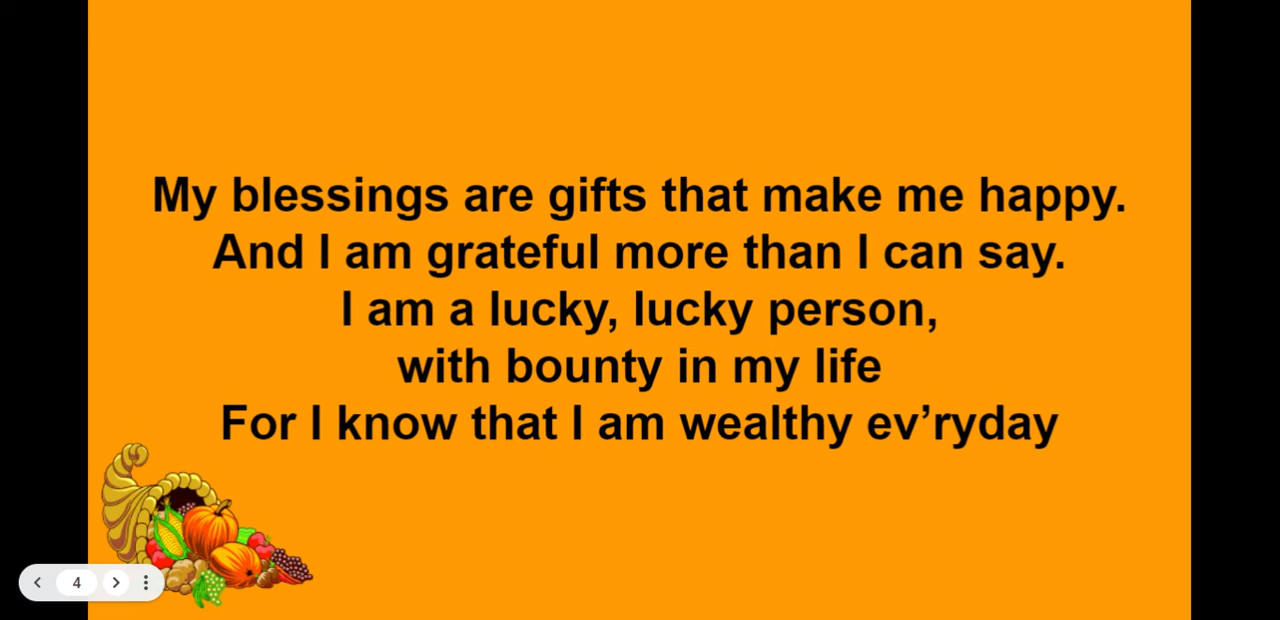 My blessings are gifts that make me happy.
And I am grateful more than I can say.
I am a lucky, lucky person,
with bounty in my life
For I know that I am wealthy ev’ryday
4